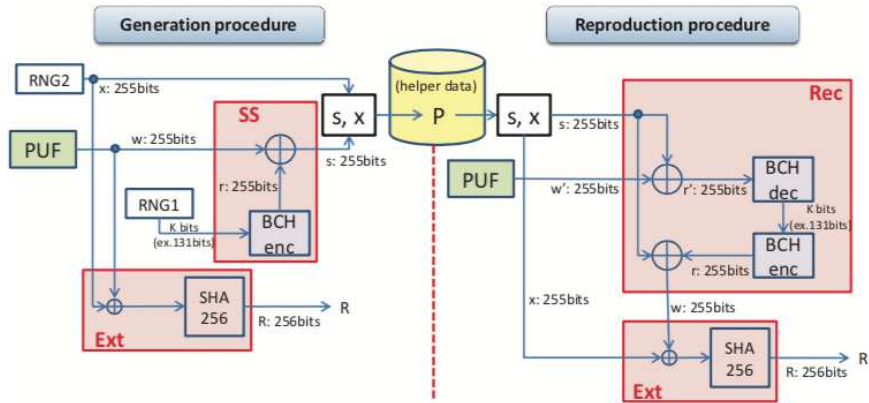 Generation procedure
Reproduction procedure
RNG2
x: 255bits
(helper data)
SS
s, x
P
s, x
s: 255bits
Rec
PUF
w: 255bits
s: 255bits
r: 255bits
PUF
w': 255bits
r': 255bits
BCH
dec
RNG1
K bits
(ex.131bits)
BCH
enc
K bits
(ex.131bits)
BCH
enc
r: 255bits
SHA
256
R
R: 256bits
Ext
x: 255bits
w: 255bits
SHA
256
R
R: 256bits
Ext